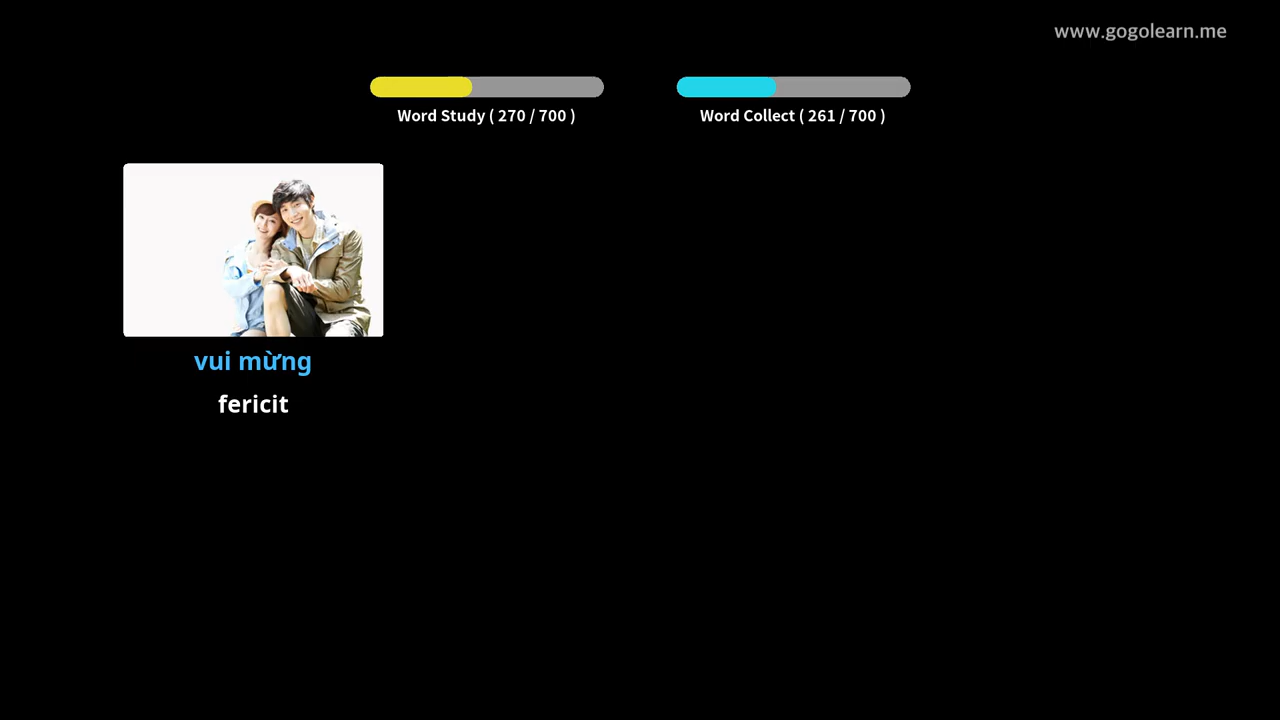 www.gogolearn.me
Word Study ( 270 / 700 )
Word Collect ( 261 / 700 )
vui mừng
fericit